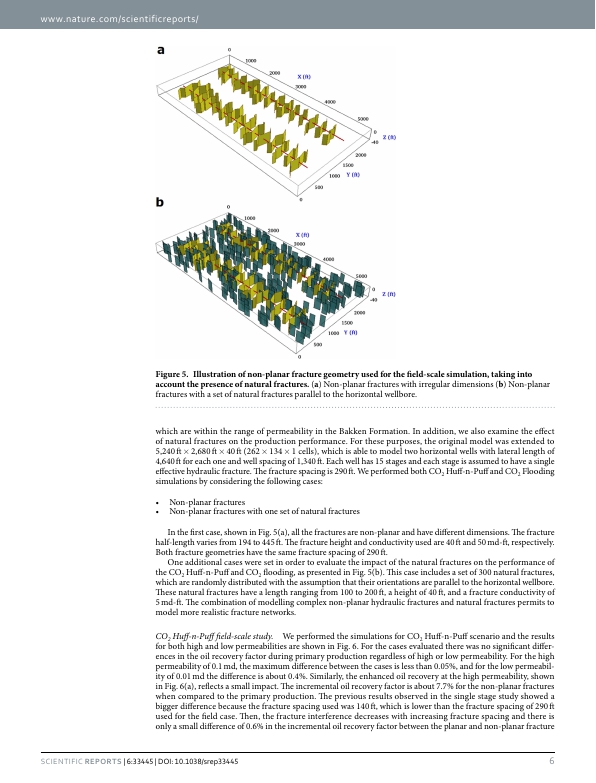 www.nature.com/scientificreports/
a
0
1000
2000
X (ft)
3000
4000
5000
0
-40
Z (ft)
2000
1500
Y (ft)
1000
500
0
b
0
1000
2000
X (ft)
3000
4000
5000
0
-40
Z (ft)
2000
1500
Y (ft)
1000
500
0
Figure 5. Illustration of non-planar fracture geometry used for the field-scale simulation, taking into
account the presence of natural fractures. (a) Non-planar fractures with irregular dimensions (b) Non-planar
fractures with a set of natural fractures parallel to the horizontal wellbore.
which are within the range of permeability in the Bakken Formation. In addition, we also examine the effect
of natural fractures on the production performance. For these purposes, the original model was extended to
5,240 ft × 2,680 ft × 40 ft (262 × 134 × 1 cells), which is able to model two horizontal wells with lateral length of
4,640 ft for each one and well spacing of 1,340 ft. Each well has 15 stages and each stage is assumed to have a single
effective hydraulic fracture. The fracture spacing is 290 ft. We performed both CO2 Huff-n-Puff and CO2 Flooding
simulations by considering the following cases:
• Non-planar fractures
• Non-planar fractures with one set of natural fractures
In the first case, shown in Fig. 5(a), all the fractures are non-planar and have different dimensions. The fracture
half-length varies from 194 to 445 ft. The fracture height and conductivity used are 40 ft and 50 md-ft, respectively.
Both fracture geometries have the same fracture spacing of 290 ft.
One additional cases were set in order to evaluate the impact of the natural fractures on the performance of
the CO2 Huff-n-Puff and CO2 flooding, as presented in Fig. 5(b). This case includes a set of 300 natural fractures,
which are randomly distributed with the assumption that their orientations are parallel to the horizontal wellbore.
These natural fractures have a length ranging from 100 to 200 ft, a height of 40 ft, and a fracture conductivity of
5 md-ft. The combination of modelling complex non-planar hydraulic fractures and natural fractures permits to
model more realistic fracture networks.
CO2 Huff-n-Puff field-scale study. We performed the simulations for CO2 Huff-n-Puff scenario and the results
for both high and low permeabilities are shown in Fig. 6. For the cases evaluated there was no significant differ-
ences in the oil recovery factor during primary production regardless of high or low permeability. For the high
permeability of 0.1 md, the maximum difference between the cases is less than 0.05%, and for the low permeabil-
ity of 0.01 md the difference is about 0.4%. Similarly, the enhanced oil recovery at the high permeability, shown
in Fig. 6(a), reflects a small impact. The incremental oil recovery factor is about 7.7% for the non-planar fractures
when compared to the primary production. The previous results observed in the single stage study showed a
bigger difference because the fracture spacing used was 140 ft, which is lower than the fracture spacing of 290 ft
used for the field case. Then, the fracture interference decreases with increasing fracture spacing and there is
only a small difference of 0.6% in the incremental oil recovery factor between the planar and non-planar fracture
SCIENTIFIC REPORTS | 6:33445 | DOI: 10.1038/srep33445
6